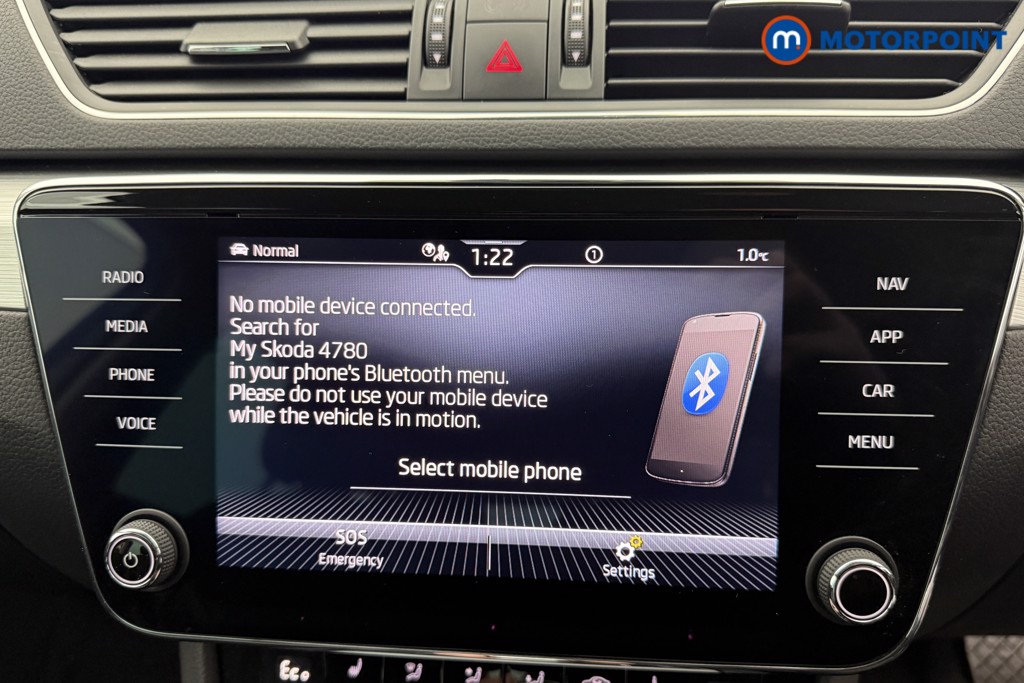 m MOTORPOINT
RADIO
MEDIA
PHONE
VOICE
Normal
1:22
1
1.0°C
No mobile device connected.
Search for
My Skoda 4780
in your phone's Bluetooth menu.
Please do not use your mobile device
while the vehicle is in motion.
Select mobile phone
SOS
Emergency
Settings
NAV
APP
CAR
MENU
Eco